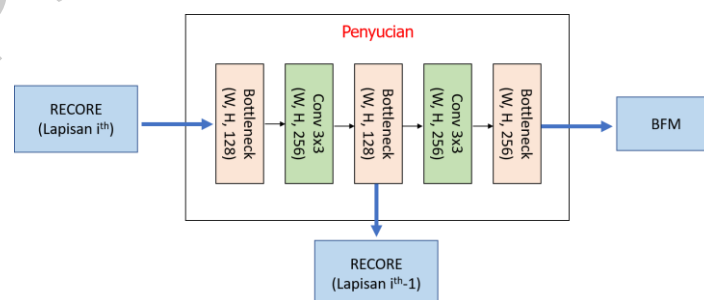 Penyucian
RECORE
(Lapisan iᵗʰ)
Bottleneck
(W, H, 128)
Conv 3x3
(W, H, 256)
Bottleneck
(W, H, 128)
Conv 3x3
(W, H, 256)
Bottleneck
(W, H, 256)
BFM
RECORE
(Lapisan iᵗʰ-1)